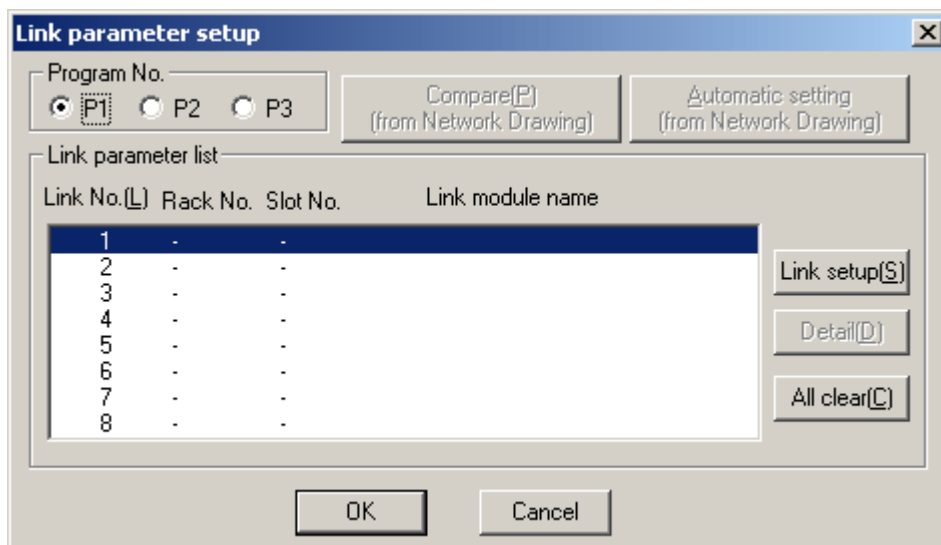 Link parameter setup
Program No.
P1 P2 P3
Compare(P)
(from Network Drawing)
Automatic setting
(from Network Drawing)
Link parameter list
Link No.(L) Rack No. Slot No. Link module name
1 - -
2 - -
3 - -
4 - -
5 - -
6 - -
7 - -
8 - -
Link setup(S)
Detail(D)
All clear(C)
OK Cancel